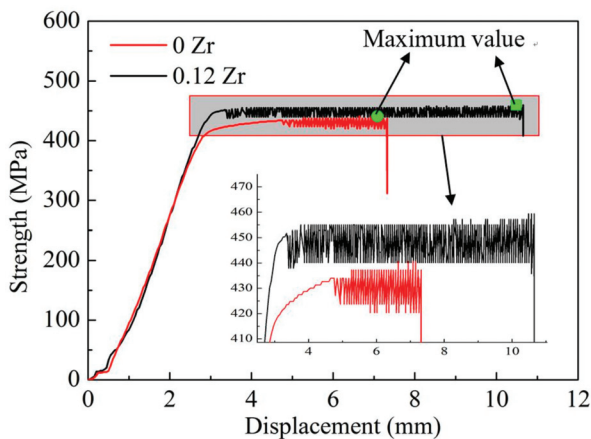 600
500
400
300
200
100
0
Strength (MPa)
0 Zr
0.12 Zr
Maximum value
470
460
450
440
430
420
410
4 6 8 10
0 2 4 6 8 10 12
Displacement (mm)